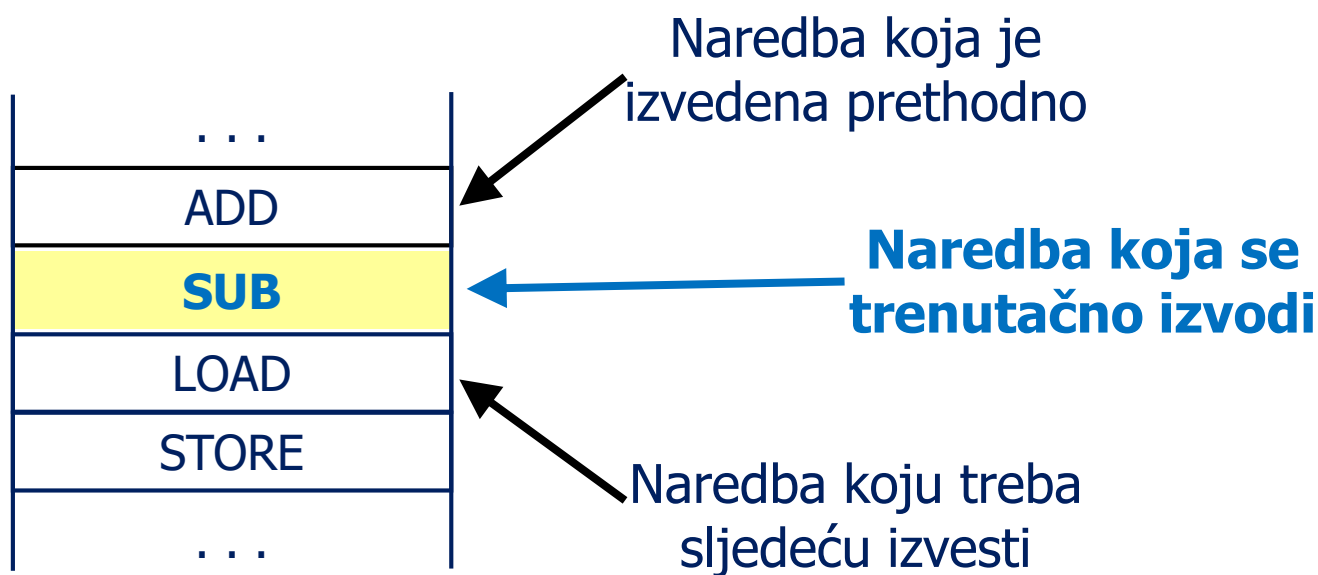 Naredba koja je
izvedena prethodno
. . .
ADD
Naredba koja se
trenutačno izvodi
SUB
LOAD
STORE
Naredba koju treba
sljedeću izvesti
. . .